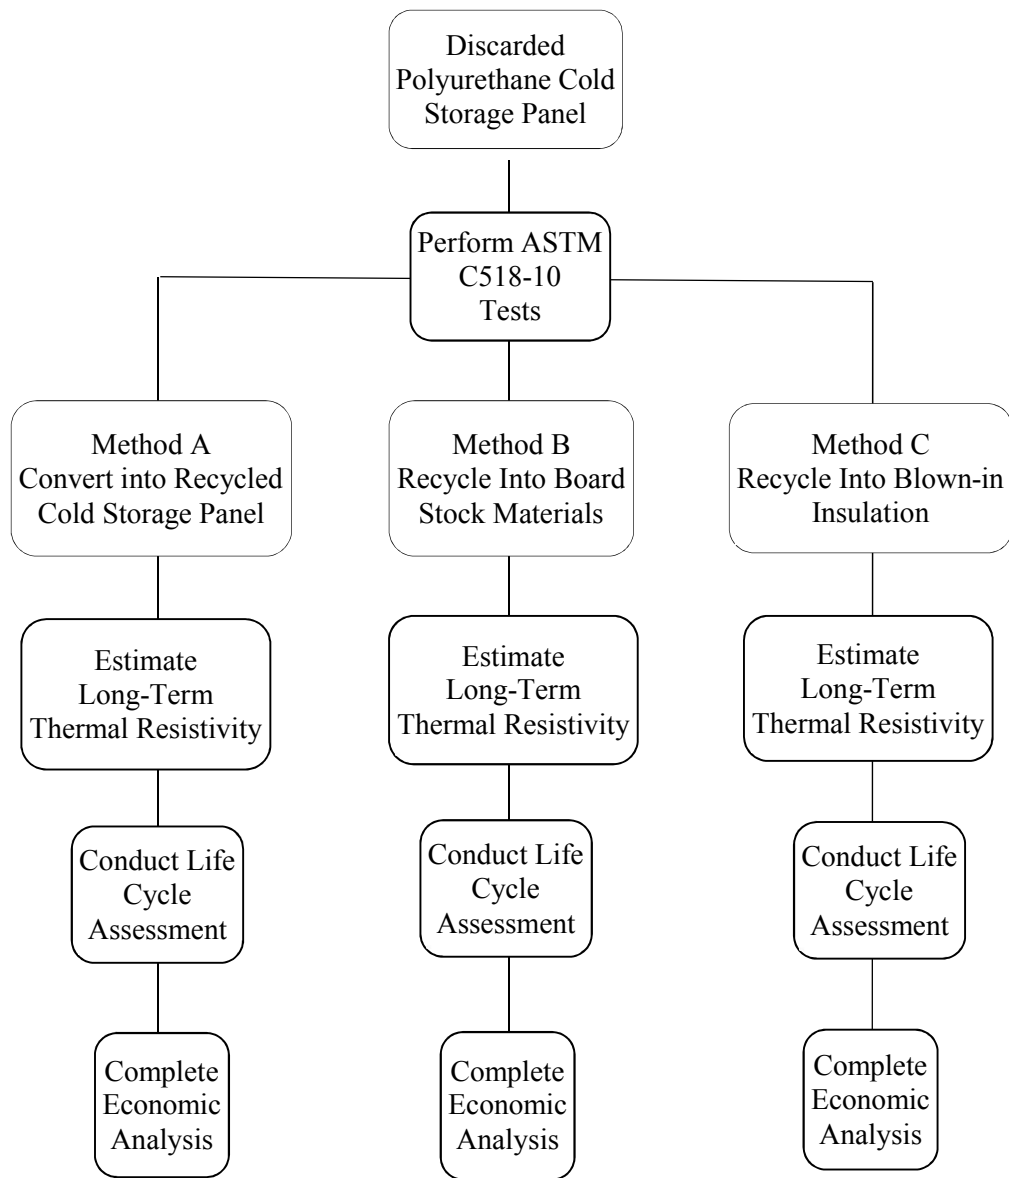 Discarded
Polyurethane Cold
Storage Panel
Perform ASTM
C518-10
Tests
Method A
Convert into Recycled
Cold Storage Panel
Method B
Recycle Into Board
Stock Materials
Method C
Recycle Into Blown-in
Insulation
Estimate
Long-Term
Thermal Resistivity
Estimate
Long-Term
Thermal Resistivity
Estimate
Long-Term
Thermal Resistivity
Conduct Life
Cycle
Assessment
Conduct Life
Cycle
Assessment
Conduct Life
Cycle
Assessment
Complete
Economic
Analysis
Complete
Economic
Analysis
Complete
Economic
Analysis